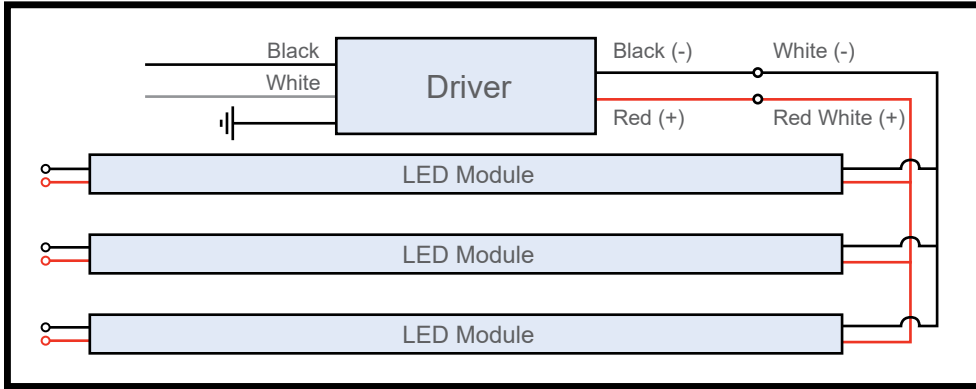 Black
White
Driver
Black (-)
White (-)
Red (+)
Red White (+)
LED Module
LED Module
LED Module